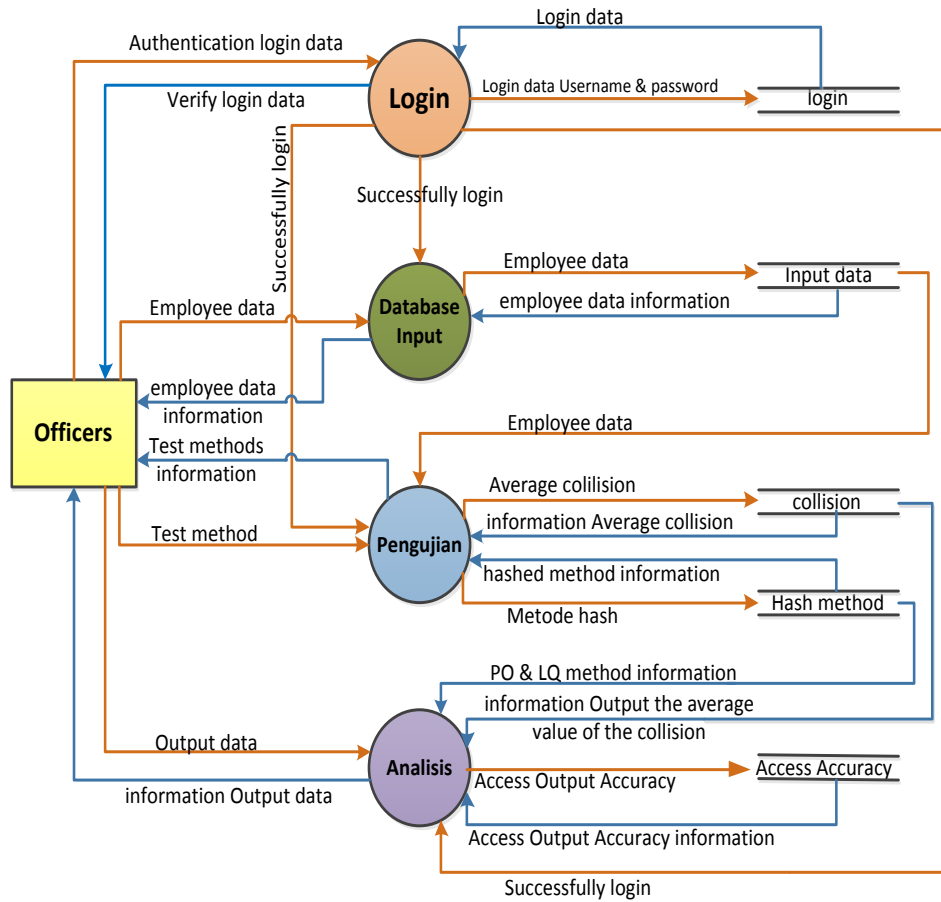 Login data
Authentication login data
Login
Login data Username & password
login
Verify login data
Successfully login
Successfully login
Employee data
Input data
employee data information
Database
Input
Employee data
employee data
information
Officers
Employee data
Test methods
information
Average colilision
collision
information Average collision
Test method
Pengujian
hashed method information
Metode hash
Hash method
PO & LQ method information
information Output the average
value of the collision
Output data
Analisis
Access Output Accuracy
Access Accuracy
information Output data
Access Output Accuracy information
Successfully login